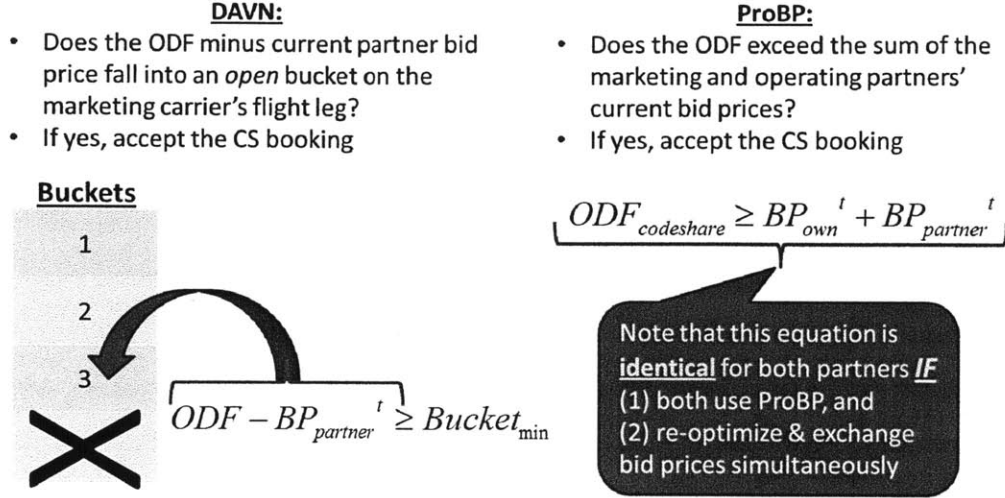 DAVN:
• Does the ODF minus current partner bid
price fall into an open bucket on the
marketing carrier's flight leg?
• If yes, accept the CS booking
Buckets
1
2
3
ODF − BP_partner^t ≥ Bucket_min
ProBP:
• Does the ODF exceed the sum of the
marketing and operating partners'
current bid prices?
• If yes, accept the CS booking
ODF_codeshare ≥ BP_own^t + BP_partner^t
Note that this equation is
identical for both partners IF
(1) both use ProBP, and
(2) re-optimize & exchange
bid prices simultaneously